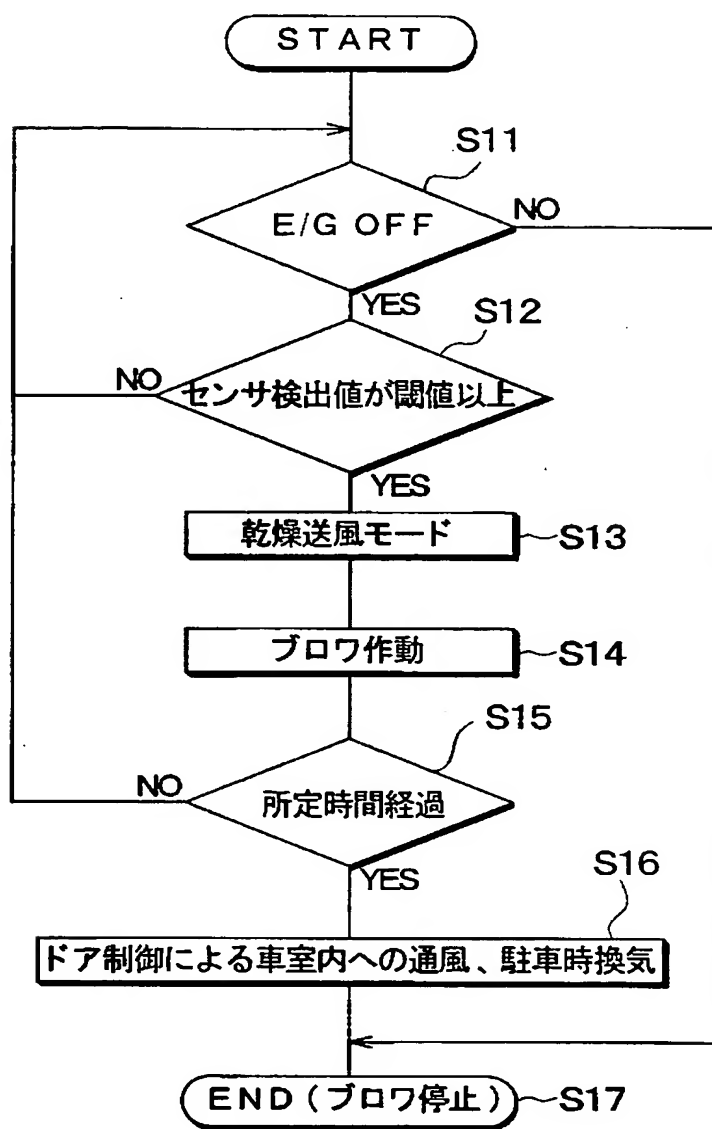 START
S11
E/G OFF
NO
YES
S12
NO
センサ検出値が閾値以上
YES
乾燥送風モード
S13
ブロワ作動
S14
S15
NO
所定時間経過
YES
S16
ドア制御による車室内への通風、駐車時換気
END(ブロワ停止)
S17